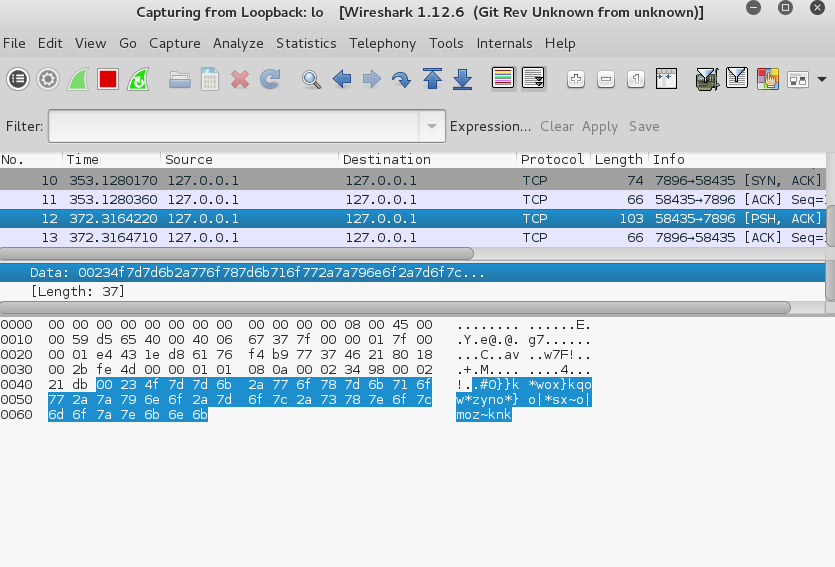 Capturing from Loopback: lo   [Wireshark 1.12.6  (Git Rev Unknown from unknown)]
File Edit View Go Capture Analyze Statistics Telephony Tools Internals Help
Filter: Expression... Clear Apply Save
No. Time Source Destination Protocol Length Info
10 353.1280170 127.0.0.1 127.0.0.1 TCP 74 7896→58435 [SYN, ACK]
11 353.1280360 127.0.0.1 127.0.0.1 TCP 66 58435→7896 [ACK] Seq=1
12 372.3164220 127.0.0.1 127.0.0.1 TCP 103 58435→7896 [PSH, ACK]
13 372.3164710 127.0.0.1 127.0.0.1 TCP 66 7896→58435 [ACK] Seq=1
Data: 00234f7d7d6b2a776f787d6b716f772a7a796e6f2a7d6f7c...
[Length: 37]
0000 00 00 00 00 00 00 00 00 00 00 00 00 08 00 45 00 ........ ......E.
0010 00 59 d5 65 40 00 40 06 67 37 7f 00 00 01 7f 00 .Y.e@.@. g7......
0020 00 01 e4 43 1e d8 61 76 f4 b9 77 37 46 21 80 18 ...C..av ..w7F!..
0030 00 2b fe 4d 00 00 01 01 08 0a 00 02 34 98 00 02 .+.M.... ....4...
0040 21 db 00 23 4f 7d 7d 6b 2a 77 6f 78 7d 6b 71 6f !..#O}}k *wox}kqo
0050 77 2a 7a 79 6e 6f 2a 7d 6f 7c 2a 73 78 7e 6f 7c w*zyno*} o|*sx~o|
0060 6d 6f 7a 7e 6b 6e 6b moz~knk